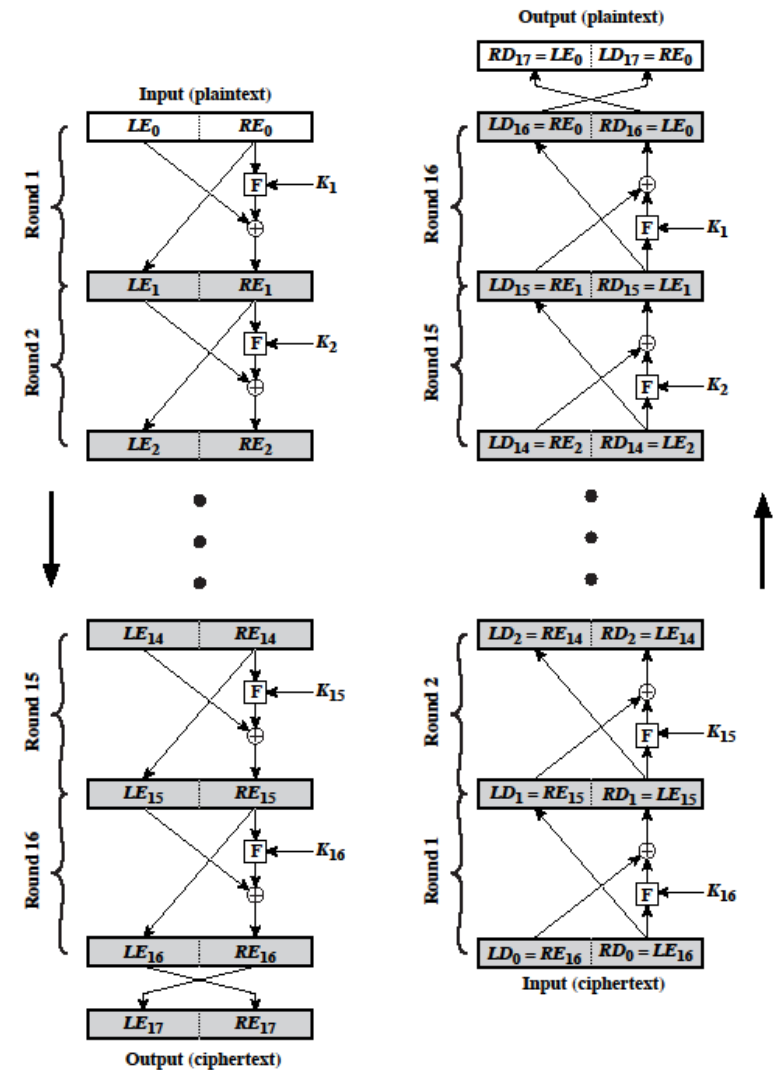 Input (plaintext)
LE₀ RE₀
Round 1
F K₁
LE₁ RE₁
Round 2
F K₂
LE₂ RE₂
LE₁₄ RE₁₄
Round 15
F K₁₅
LE₁₅ RE₁₅
Round 16
F K₁₆
LE₁₆ RE₁₆
LE₁₇ RE₁₇
Output (ciphertext)
Output (plaintext)
RD₁₇ = LE₀ LD₁₇ = RE₀
LD₁₆ = RE₀ RD₁₆ = LE₀
Round 16
F K₁
LD₁₅ = RE₁ RD₁₅ = LE₁
Round 15
F K₂
LD₁₄ = RE₂ RD₁₄ = LE₂
LD₂ = RE₁₄ RD₂ = LE₁₄
Round 2
F K₁₅
LD₁ = RE₁₅ RD₁ = LE₁₅
Round 1
F K₁₆
LD₀ = RE₁₆ RD₀ = LE₁₆
Input (ciphertext)